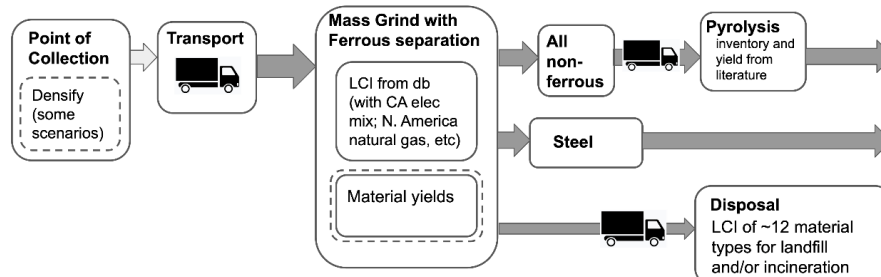 Point of
Collection
Densify
(some
scenarios)
Transport
Mass Grind with
Ferrous separation
LCI from db
(with CA elec
mix; N. America
natural gas, etc)
Material yields
All
non-
ferrous
Pyrolysis
inventory and
yield from
literature
Steel
Disposal
LCI of ~12 material
types for landfill
and/or incineration